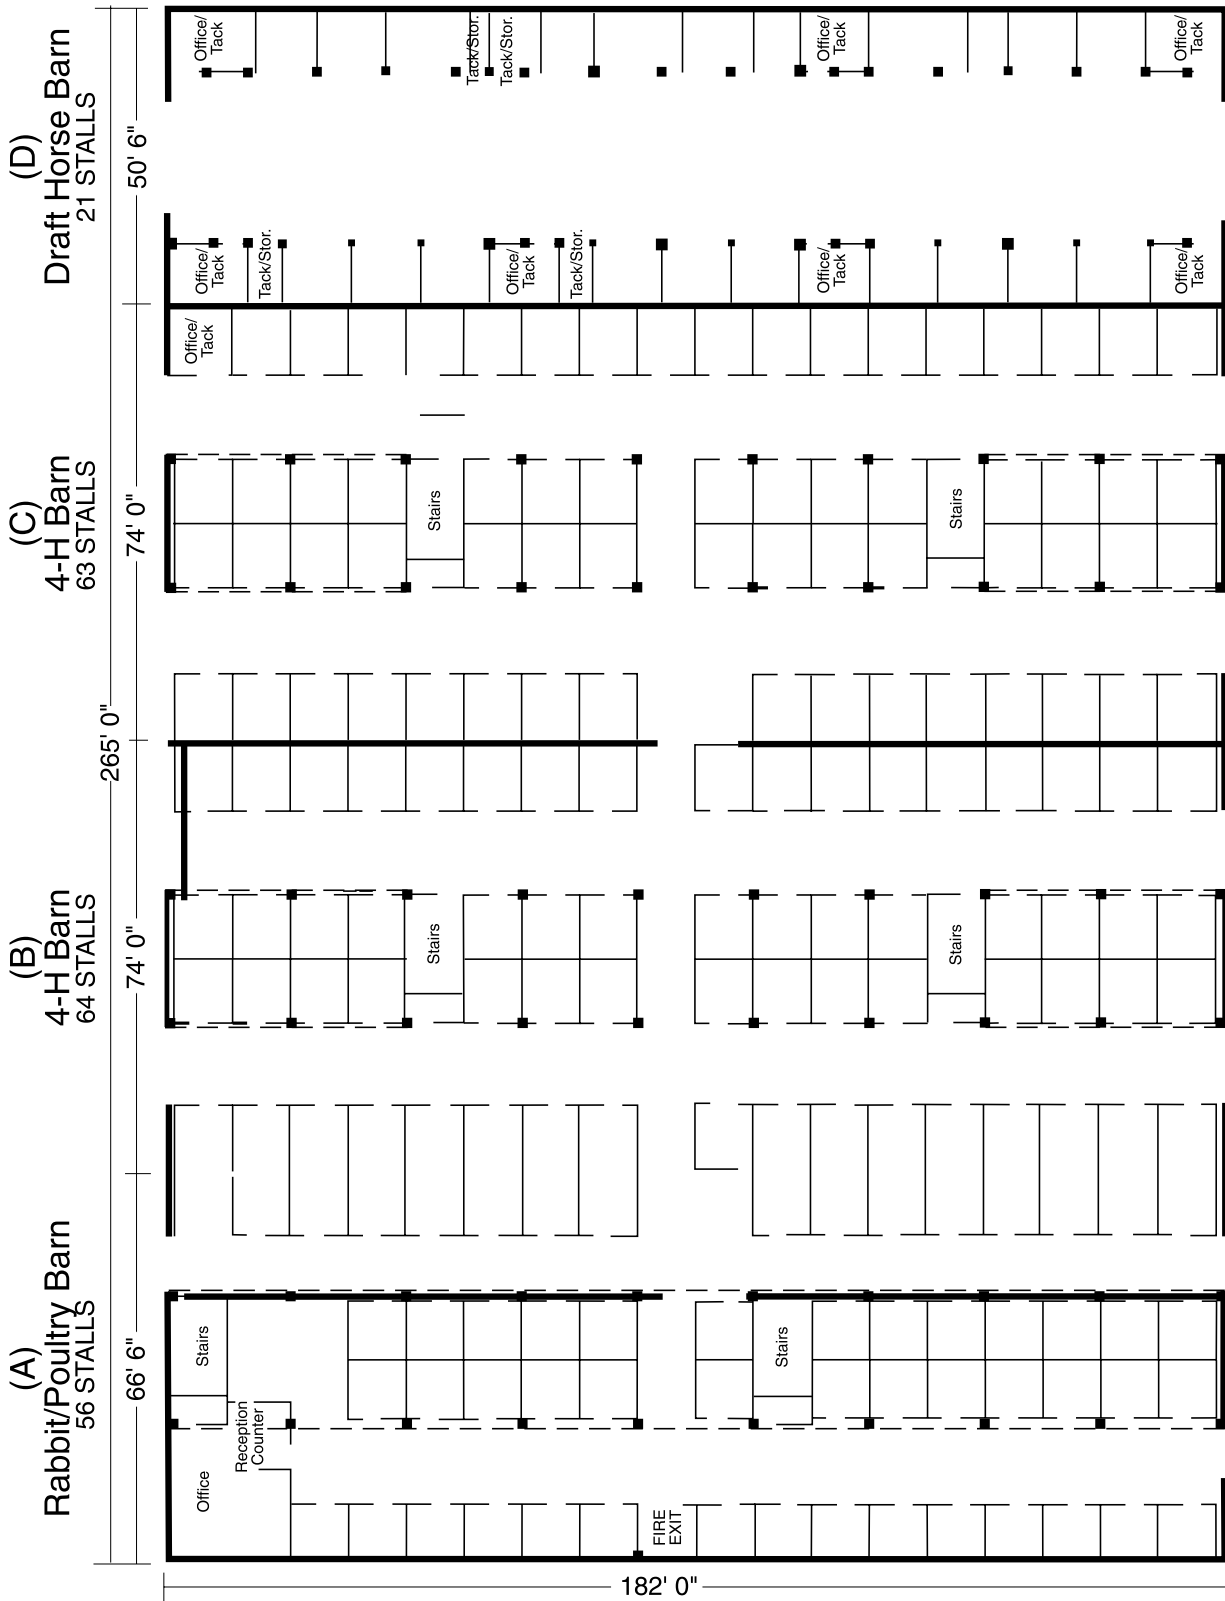 (D)
Draft Horse Barn
21 STALLS
50' 6"
Office/
Tack
Tack/Stor.
Tack/Stor.
Office/
Tack
Office/
Tack
Office/
Tack
Tack/Stor.
Office/
Tack
Tack/Stor.
Office/
Tack
Office/
Tack
(C)
4-H Barn
63 STALLS
74' 0"
Office/
Tack
Stairs
Stairs
265' 0"
(B)
4-H Barn
64 STALLS
74' 0"
Stairs
Stairs
(A)
Rabbit/Poultry Barn
56 STALLS
66' 6"
Stairs
Stairs
Reception
Counter
Office
FIRE
EXIT
182' 0"